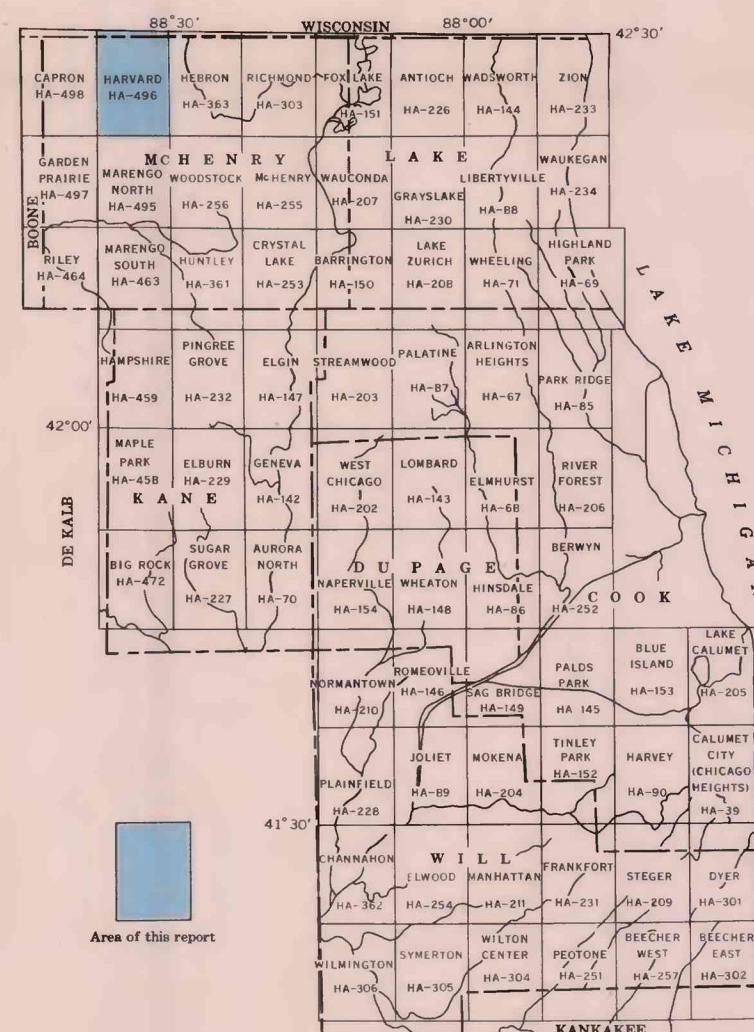 88°30′ WISCONSIN 88°00′ 42°30′
CAPRON HARVARD HEBRON RICHMOND FOX LAKE ANTIOCH WADSWORTH ZION
HA-498 HA-496 HA-363 HA-303 HA-151 HA-226 HA-144 HA-233
McHENRY LAKE
GARDEN PRAIRIE MARENGO NORTH WOODSTOCK McHENRY WAUCONDA GRAYSLAKE LIBERTYVILLE WAUKEGAN
HA-497 HA-495 HA-256 HA-255 HA-207 HA-230 HA-88 HA-234
BOONE
RILEY MARENGO SOUTH HUNTLEY CRYSTAL LAKE BARRINGTON LAKE ZURICH WHEELING HIGHLAND PARK
HA-464 HA-463 HA-361 HA-253 HA-150 HA-208 HA-71 HA-69
LAKE MICHIGA
HAMPSHIRE PINGREE GROVE ELGIN STREAMWOOD PALATINE ARLINGTON HEIGHTS PARK RIDGE
HA-459 HA-232 HA-147 HA-203 HA-87 HA-67 HA-85
42°00′
MAPLE PARK ELBURN GENEVA WEST CHICAGO LOMBARD ELMHURST RIVER FOREST
HA-458 HA-229 HA-142 HA-202 HA-143 HA-68 HA-206
KANE
DE KALB
BIG ROCK SUGAR GROVE AURORA NORTH NAPERVILLE WHEATON HINSDALE BERWYN
HA-472 HA-227 HA-70 HA-154 HA-148 HA-86 HA-252
DU PAGE COOK
NORMANTOWN ROMEOVILLE SAG BRIDGE PALDS PARK BLUE ISLAND LAKE CALUMET
HA-210 HA-146 HA-149 HA 145 HA-153 HA-205
PLAINFIELD JOLIET MOKENA TINLEY PARK HARVEY CALUMET CITY (CHICAGO HEIGHTS)
HA-228 HA-89 HA-204 HA-152 HA-90 HA-39
41°30′
WILL
CHANNAHON ELWOOD MANHATTAN FRANKFORT STEGER DYER
HA-362 HA-254 HA-211 HA-231 HA-209 HA-301
Area of this report
WILMINGTON SYMERTON WILTON CENTER PEOTONE BEECHER WEST BEECHER EAST
HA-306 HA-305 HA-304 HA-251 HA-257 HA-302
KANKAKEE